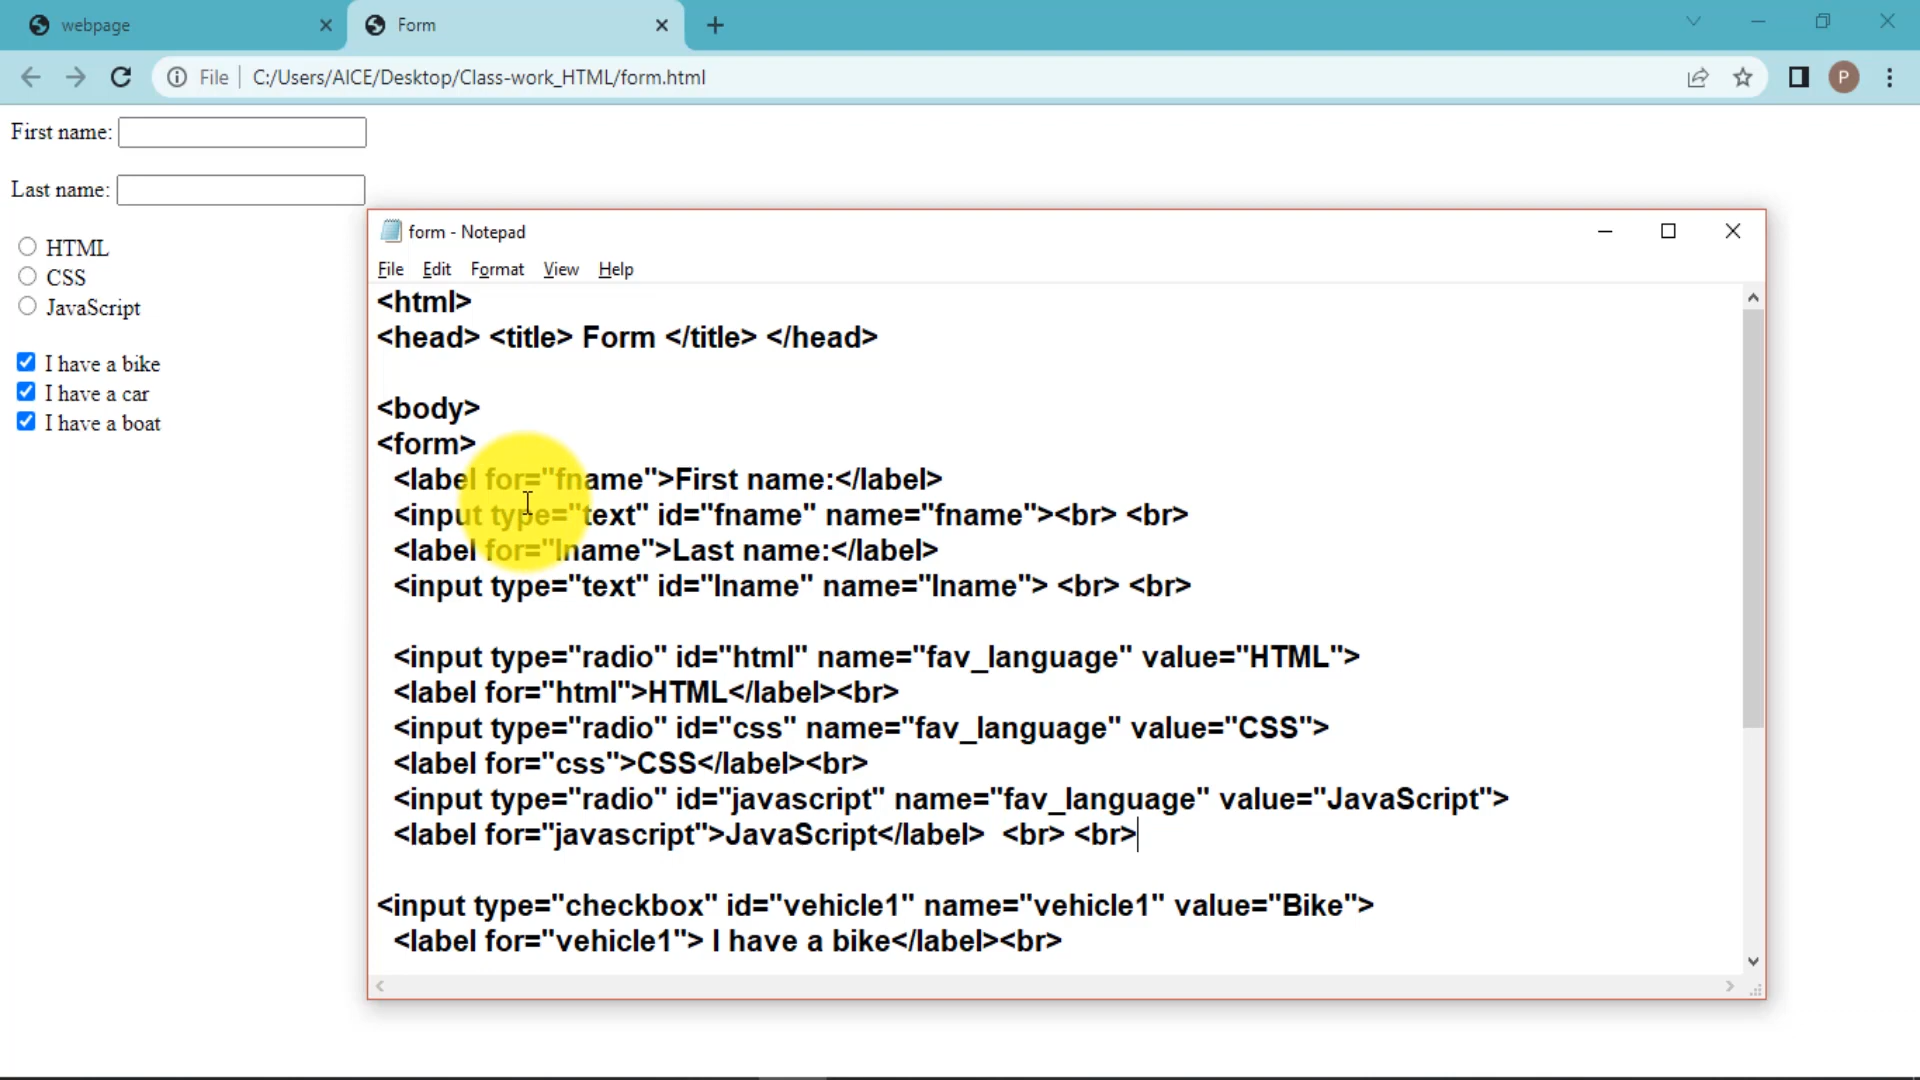 webpage
Form
File
C:/Users/AICE/Desktop/Class-work_HTML/form.html
P
First name:
Last name:
HTML
CSS
JavaScript
I have a bike
I have a car
I have a boat
form - Notepad
File Edit Format View Help
<html>
<head> <title> Form </title> </head>
<body>
<form>
<label for="fname">First name:</label>
<input type="text" id="fname" name="fname"><br> <br>
<label for="lname">Last name:</label>
<input type="text" id="lname" name="lname"> <br> <br>
<input type="radio" id="html" name="fav_language" value="HTML">
<label for="html">HTML</label><br>
<input type="radio" id="css" name="fav_language" value="CSS">
<label for="css">CSS</label><br>
<input type="radio" id="javascript" name="fav_language" value="JavaScript">
<label for="javascript">JavaScript</label>  <br> <br>
<input type="checkbox" id="vehicle1" name="vehicle1" value="Bike">
<label for="vehicle1"> I have a bike</label><br>